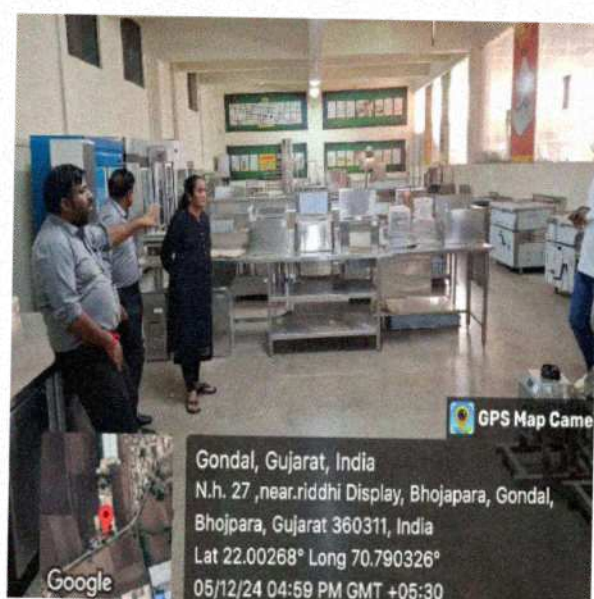 GPS Map Came
Gondal, Gujarat, India
N.h. 27 ,near.riddhi Display, Bhojapara, Gondal,
Bhojpara, Gujarat 360311, India
Lat 22.00268° Long 70.790326°
05/12/24 04:59 PM GMT +05:30
Google